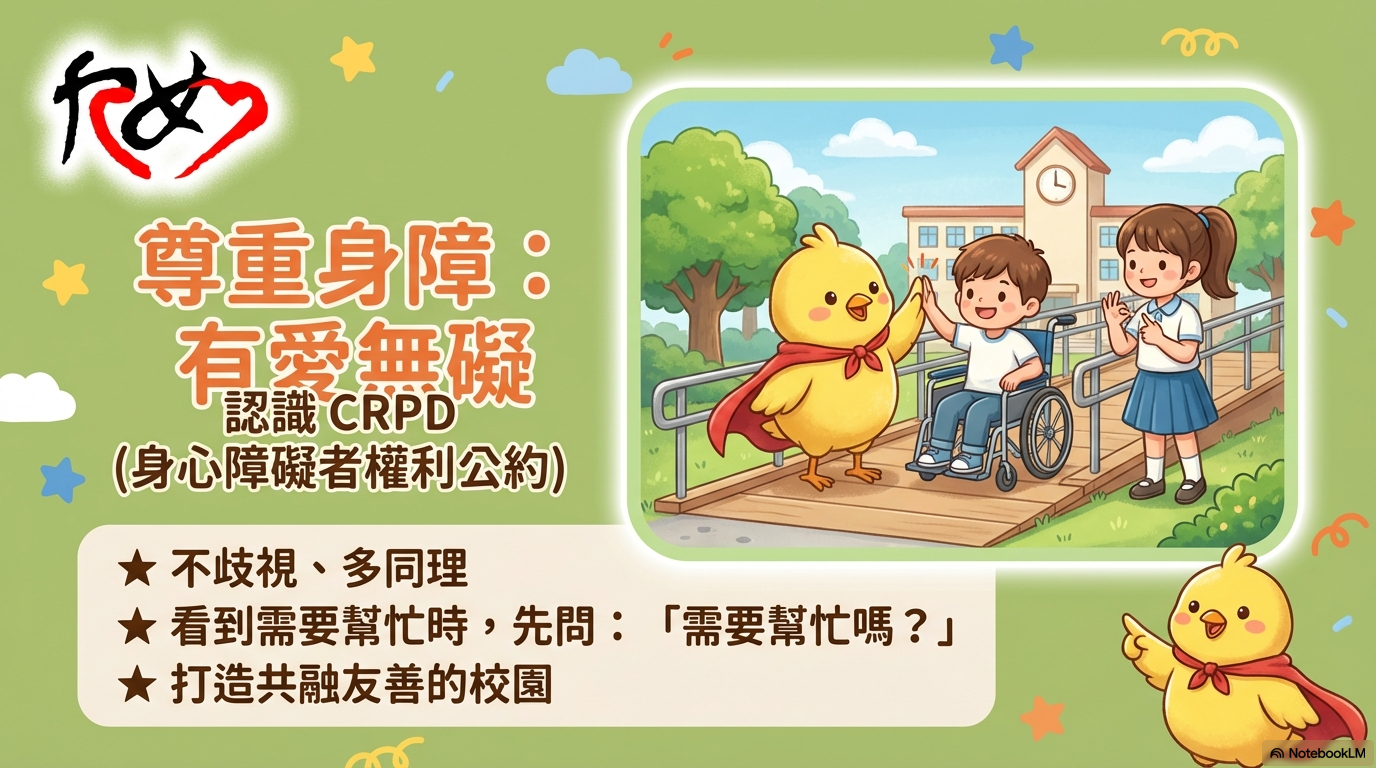 尊重身障：
有愛無礙
認識 CRPD
(身心障礙者權利公約)
★ 不歧視、多同理
★ 看到需要幫忙時，先問：「需要幫忙嗎？」
★ 打造共融友善的校園
NotebookLM